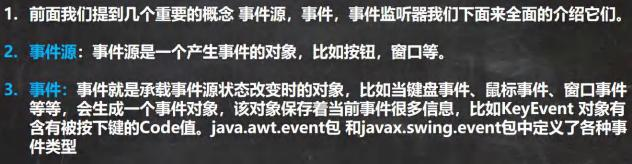 1. 前面我们提到几个重要的概念 事件源，事件，事件监听器我们下面来全面的介绍它们。
2. 事件源：事件源是一个产生事件的对象，比如按钮，窗口等。
3. 事件：事件就是承载事件源状态改变时的对象，比如当键盘事件、鼠标事件、窗口事件
等等，会生成一个事件对象，该对象保存着当前事件很多信息，比如KeyEvent 对象有
含有被按下键的Code值。java.awt.event包 和javax.swing.event包中定义了各种事
件类型